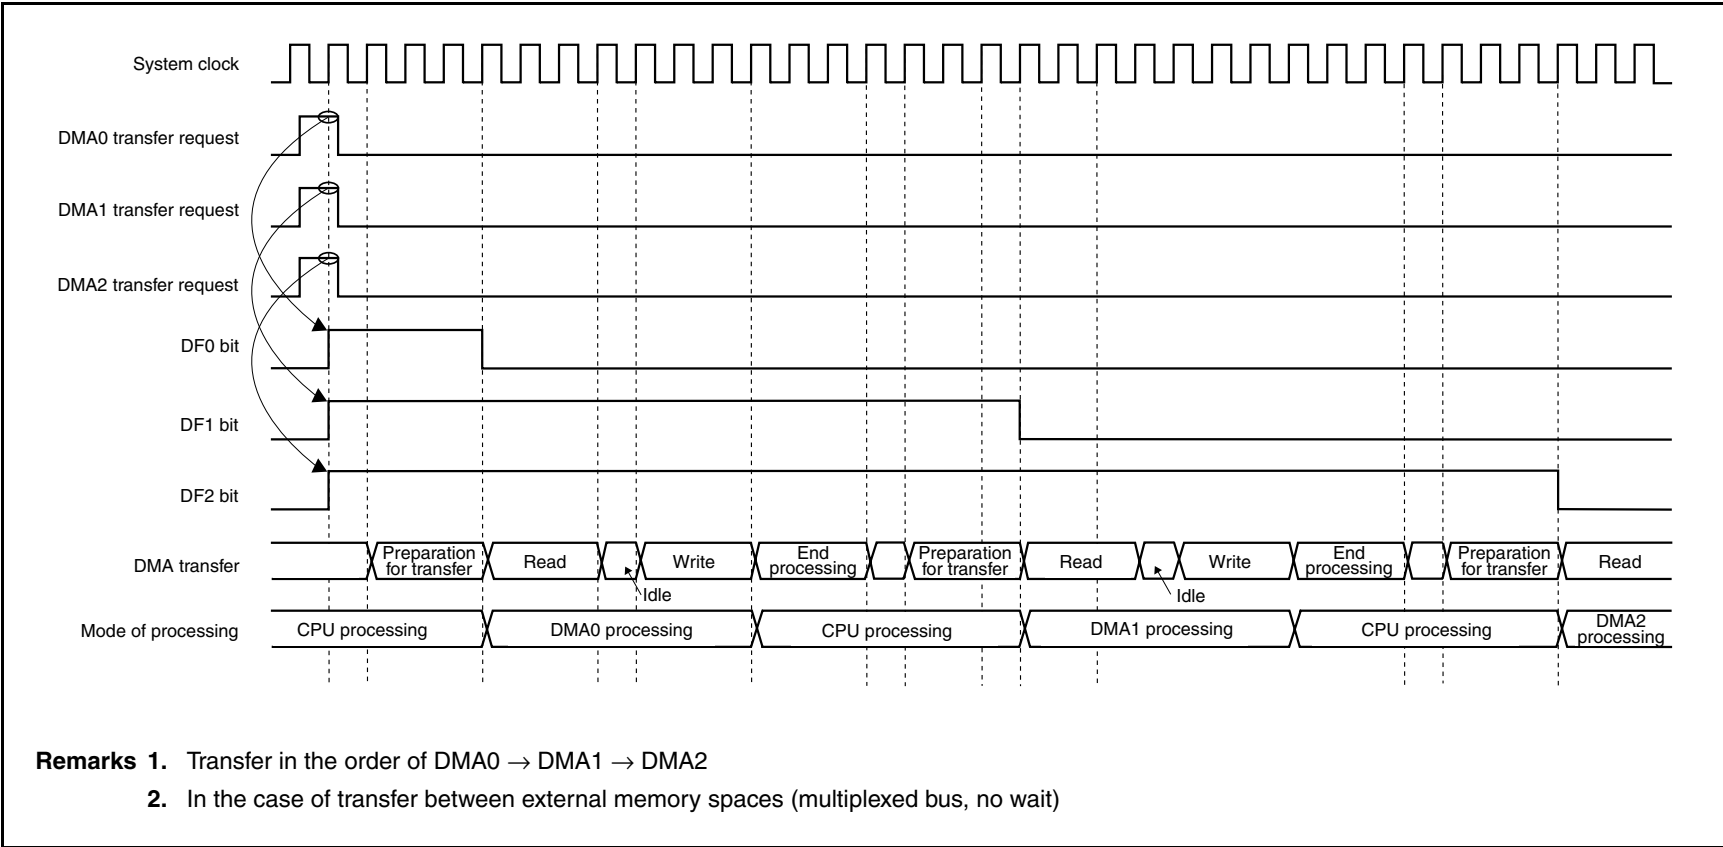 System clock
DMA0 transfer request
DMA1 transfer request
DMA2 transfer request
DF0 bit
DF1 bit
DF2 bit
DMA transfer
Preparation
for transfer
Read
Idle
Write
End
processing
Preparation
for transfer
Read
Idle
Write
End
processing
Preparation
for transfer
Read
Mode of processing
CPU processing
DMA0 processing
CPU processing
DMA1 processing
CPU processing
DMA2
processing
Remarks 1. Transfer in the order of DMA0 → DMA1 → DMA2
2. In the case of transfer between external memory spaces (multiplexed bus, no wait)